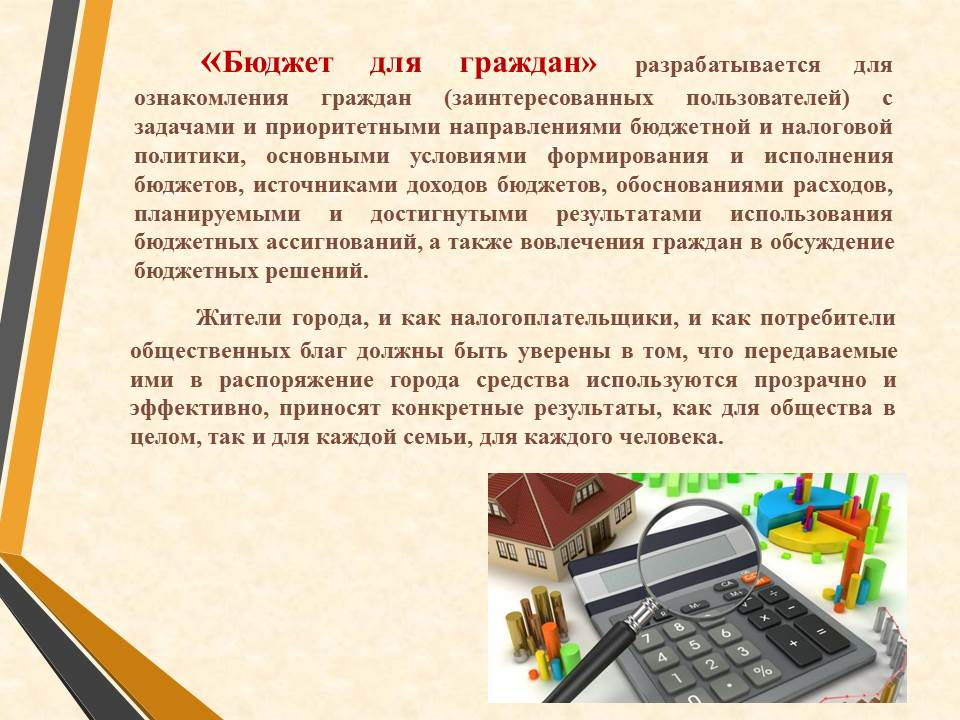 «Бюджет для граждан» разрабатывается для
ознакомления граждан (заинтересованных пользователей) с
задачами и приоритетными направлениями бюджетной и налоговой
политики, основными условиями формирования и исполнения
бюджетов, источниками доходов бюджетов, обоснованиями расходов,
планируемыми и достигнутыми результатами использования
бюджетных ассигнований, а также вовлечения граждан в обсуждение
бюджетных решений.
Жители города, и как налогоплательщики, и как потребители
общественных благ должны быть уверены в том, что передаваемые
ими в распоряжение города средства используются прозрачно и
эффективно, приносят конкретные результаты, как для общества в
целом, так и для каждой семьи, для каждого человека.